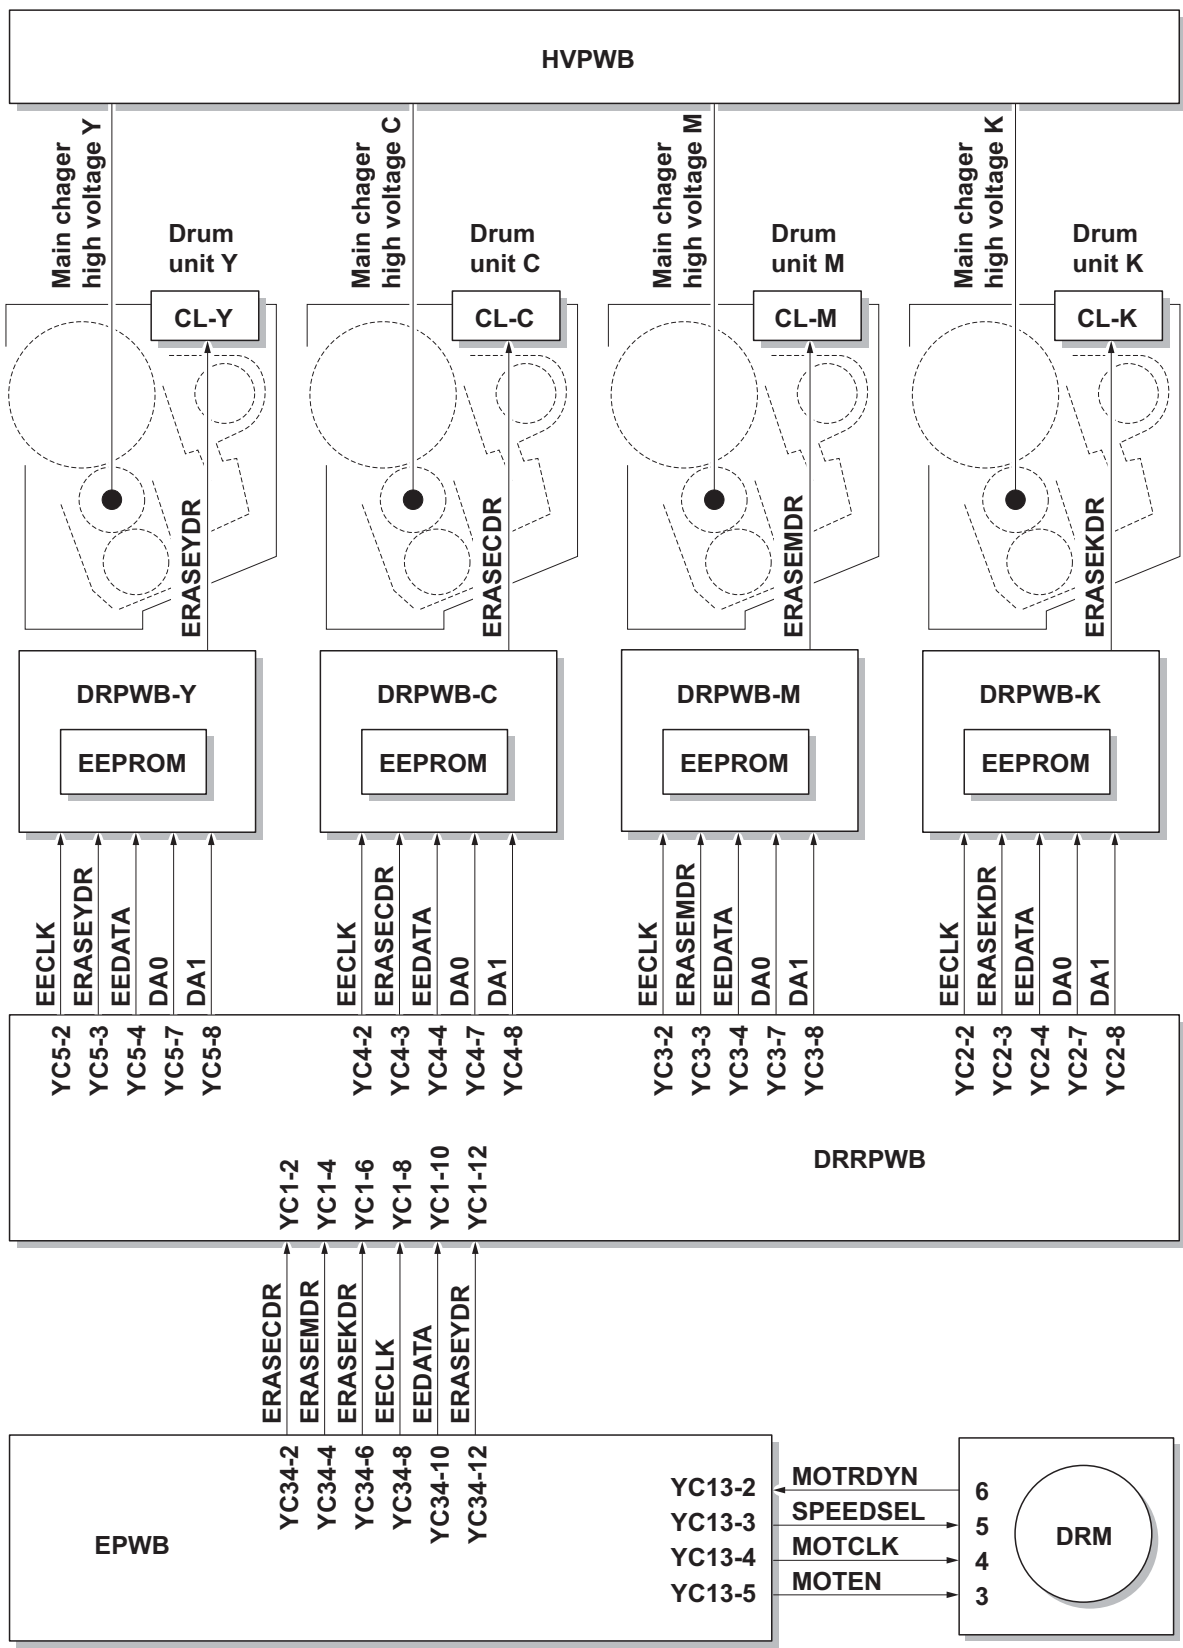 HVPWB
Main chager
high voltage Y
Main chager
high voltage C
Main chager
high voltage M
Main chager
high voltage K
Drum
unit Y
Drum
unit C
Drum
unit M
Drum
unit K
CL-Y
CL-C
CL-M
CL-K
ERASEYDR
ERASECDR
ERASEMDR
ERASEKDR
DRPWB-Y
DRPWB-C
DRPWB-M
DRPWB-K
EEPROM
EEPROM
EEPROM
EEPROM
EECLK
ERASEYDR
EEDATA
DA0
DA1
EECLK
ERASECDR
EEDATA
DA0
DA1
EECLK
ERASEMDR
EEDATA
DA0
DA1
EECLK
ERASEKDR
EEDATA
DA0
DA1
YC5-2
YC5-3
YC5-4
YC5-7
YC5-8
YC4-2
YC4-3
YC4-4
YC4-7
YC4-8
YC3-2
YC3-3
YC3-4
YC3-7
YC3-8
YC2-2
YC2-3
YC2-4
YC2-7
YC2-8
DRRPWB
YC1-2
YC1-4
YC1-6
YC1-8
YC1-10
YC1-12
ERASECDR
ERASEMDR
ERASEKDR
EECLK
EEDATA
ERASEYDR
YC34-2
YC34-4
YC34-6
YC34-8
YC34-10
YC34-12
EPWB
YC13-2
MOTRDYN
6
YC13-3
SPEEDSEL
5
YC13-4
MOTCLK
4
YC13-5
MOTEN
3
DRM